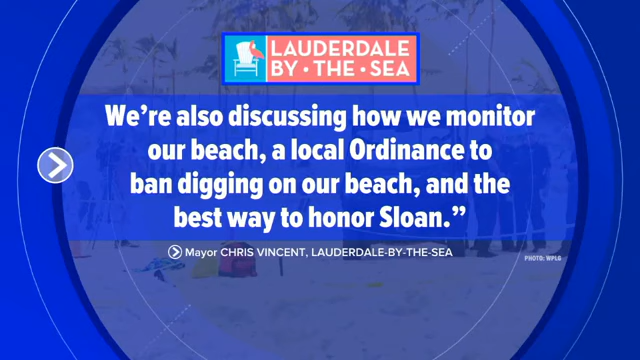 LAUDERDALE
BY • THE • SEA
We're also discussing how we monitor
our beach, a local Ordinance to
ban digging on our beach, and the
best way to honor Sloan.”
Mayor CHRIS VINCENT, LAUDERDALE-BY-THE-SEA
PHOTO: WPLG